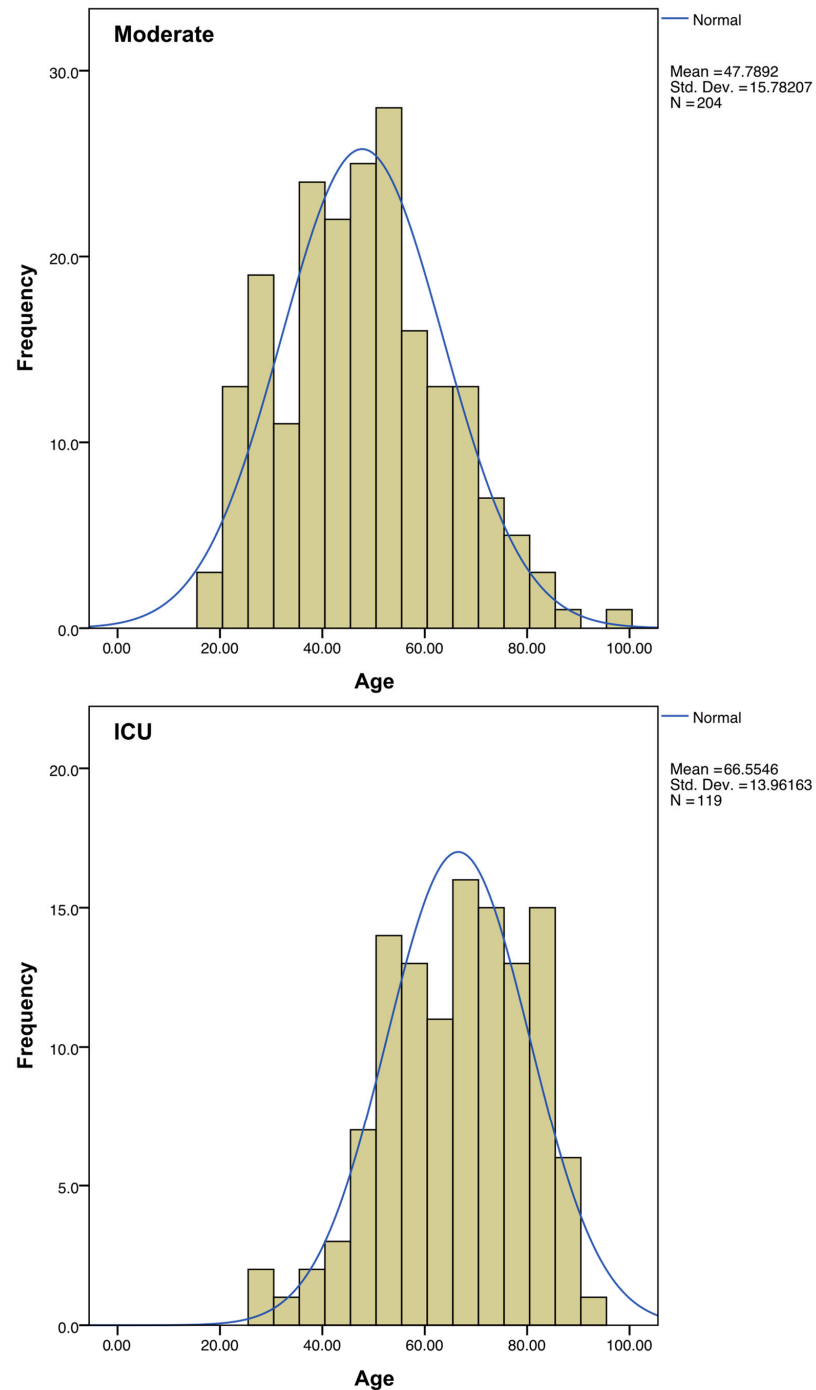 Moderate
Normal
Mean =47.7892
Std. Dev. =15.78207
N =204
30.0
20.0
10.0
0.0
Frequency
0.00 20.00 40.00 60.00 80.00 100.00
Age
ICU
Normal
Mean =66.5546
Std. Dev. =13.96163
N =119
20.0
15.0
10.0
5.0
0.0
Frequency
0.00 20.00 40.00 60.00 80.00 100.00
Age